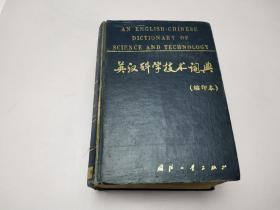 AN ENGLISH-CHINESE
DICTIONARY OF
SCIENCE AND TECHNOLOGY
英汉科学技术词典
(缩印本)
国防工业出版社